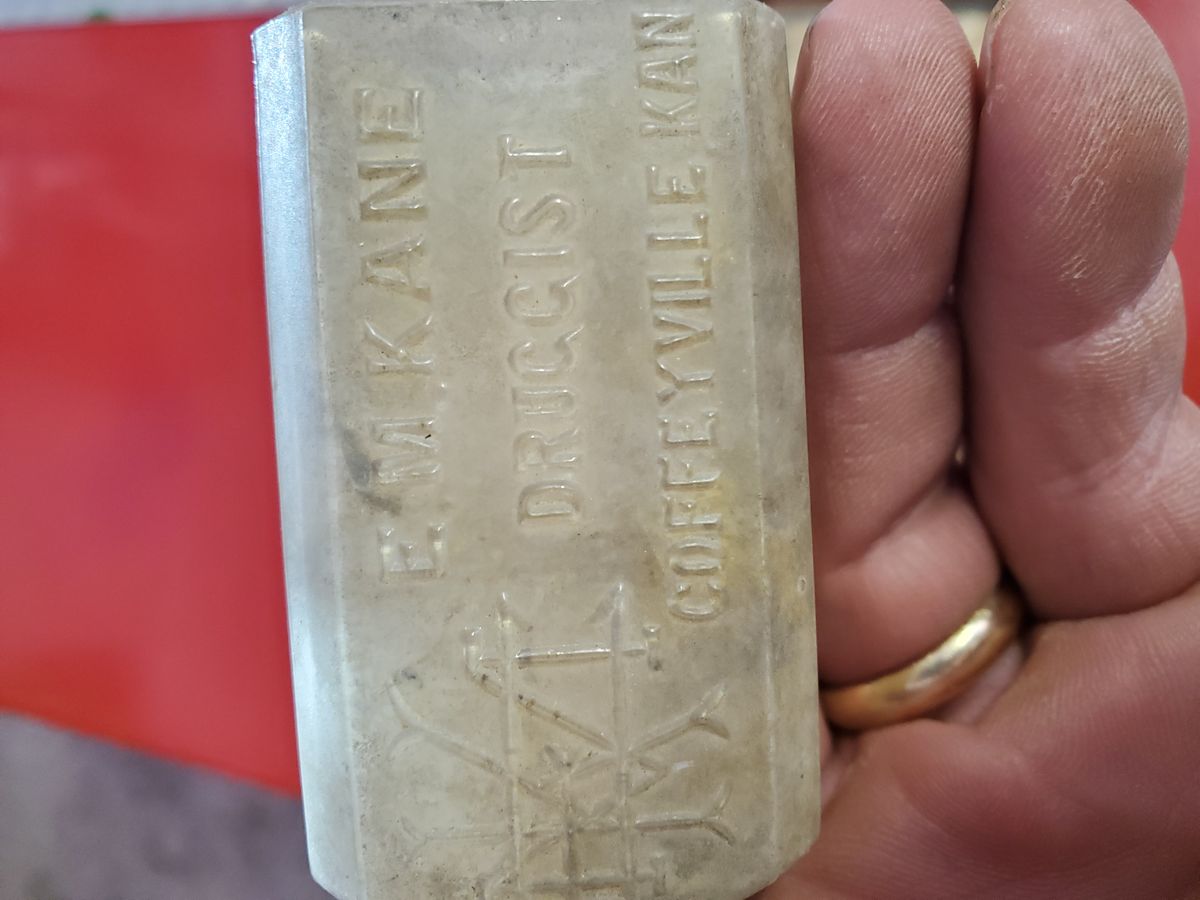 E. M. KANE
DRUGGIST
COFFEYVILLE, KAN.